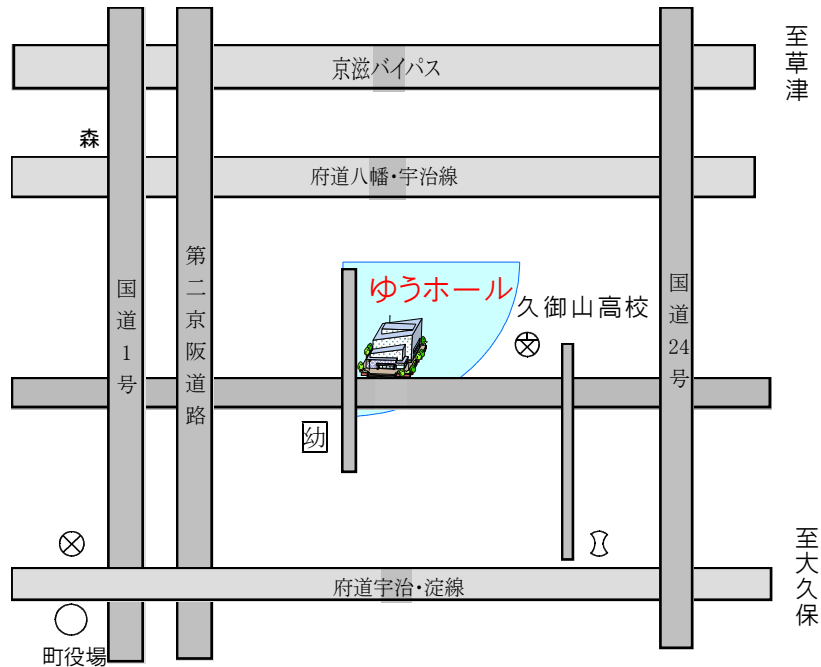 至草津
京滋バイパス
森
府道八幡・宇治線
国道1号
第二京阪道路
ゆうホール
久御山高校
国道24号
幼
至大久保
府道宇治・淀線
町役場